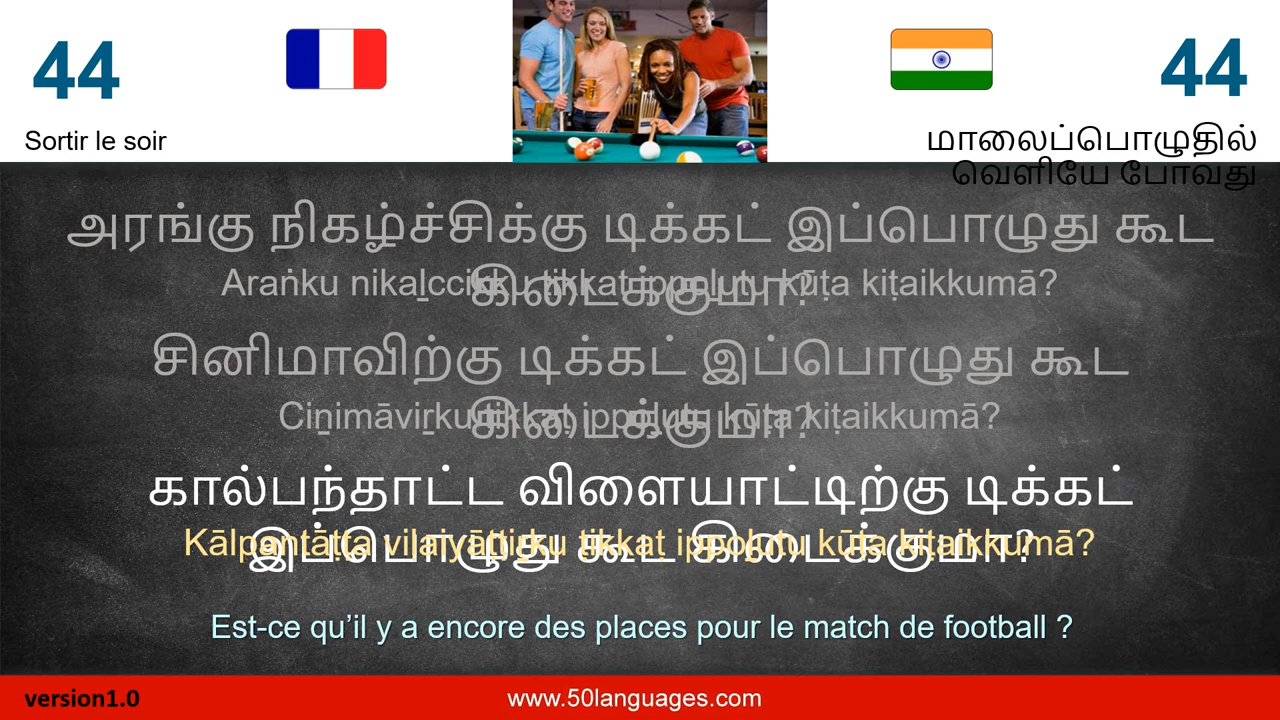 44
44
Sortir le soir
மாலைப்பொழுதில்
வெளியே போவது
அரங்கு நிகழ்ச்சிக்கு டிக்கட் இப்பொழுது கூட
கிடைக்குமா?
Araṅku nikaḻccikku ṭikkaṭ ippoḻutu kūṭa kiṭaikkumā?
சினிமாவிற்கு டிக்கட் இப்பொழுது கூட
கிடைக்குமா?
Ciṉimāviṟku ṭikkaṭ ippoḻutu kūṭa kiṭaikkumā?
கால்பந்தாட்ட விளையாட்டிற்கு டிக்கட்
இப்பொழுது கூட கிடைக்குமா?
Kālpantāṭṭa viḷaiyāṭṭiṟku ṭikkaṭ ippoḻutu kūṭa kiṭaikkumā?
Est-ce qu’il y a encore des places pour le match de football ?
version1.0
www.50languages.com